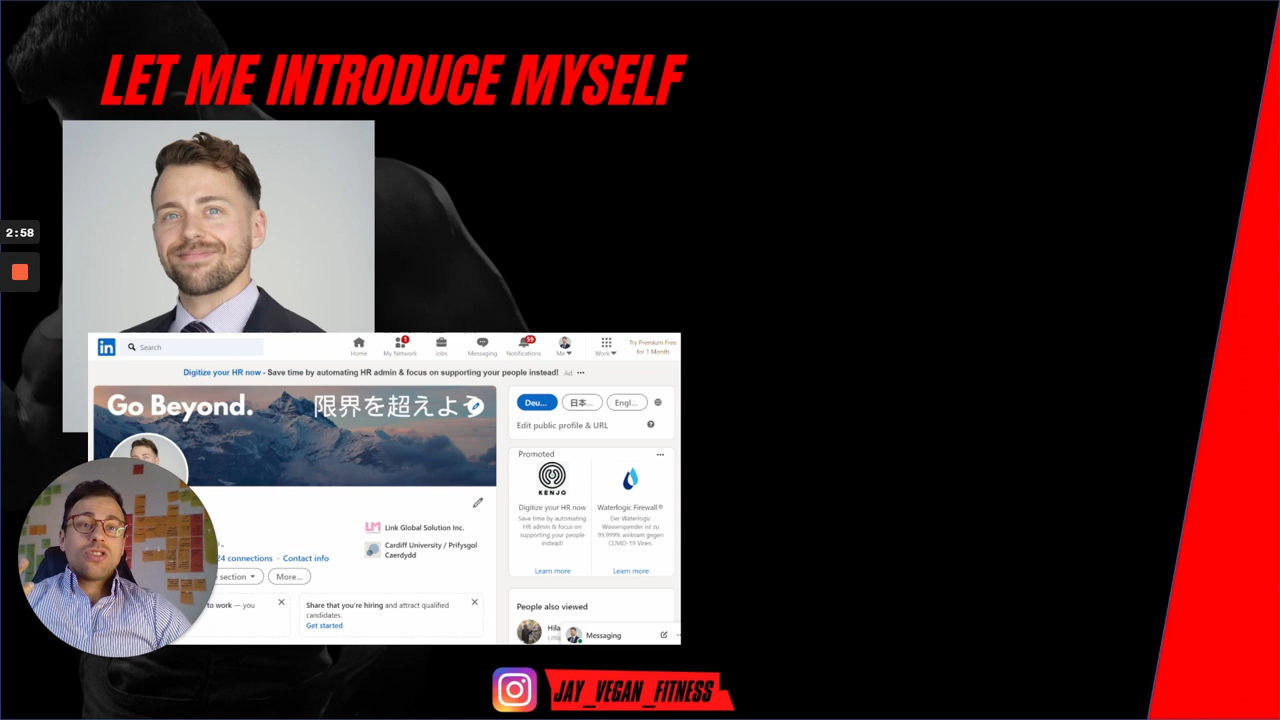 LET ME INTRODUCE MYSELF
2:58
in
Search
1
59
Home
My Network
Jobs
Messaging
Notifications
Me
Work
Try Premium Free
for 1 Month
Digitize your HR now - Save time by automating HR admin & focus on supporting your people instead! Ad
Go Beyond.
限界を超えよう
Deu...
日本...
Engl...
Edit public profile & URL
Promoted
KENJO
Digitize your HR now
Save time by automating
HR admin & focus on
supporting your people
instead!
Learn more
Waterlogic Firewall®
Der Waterlogic
Wasserspender ist zu
99,999% wirksam gegen
COVID-19 Viren.
Learn more
LM
Link Global Solution Inc.
Cardiff University / Prifysgol
Caerdydd
24 connections · Contact info
section
More...
to work — you
Share that you're hiring and attract qualified
candidates.
Get started
People also viewed
Hila
Messaging
JAY_VEGAN_FITNESS